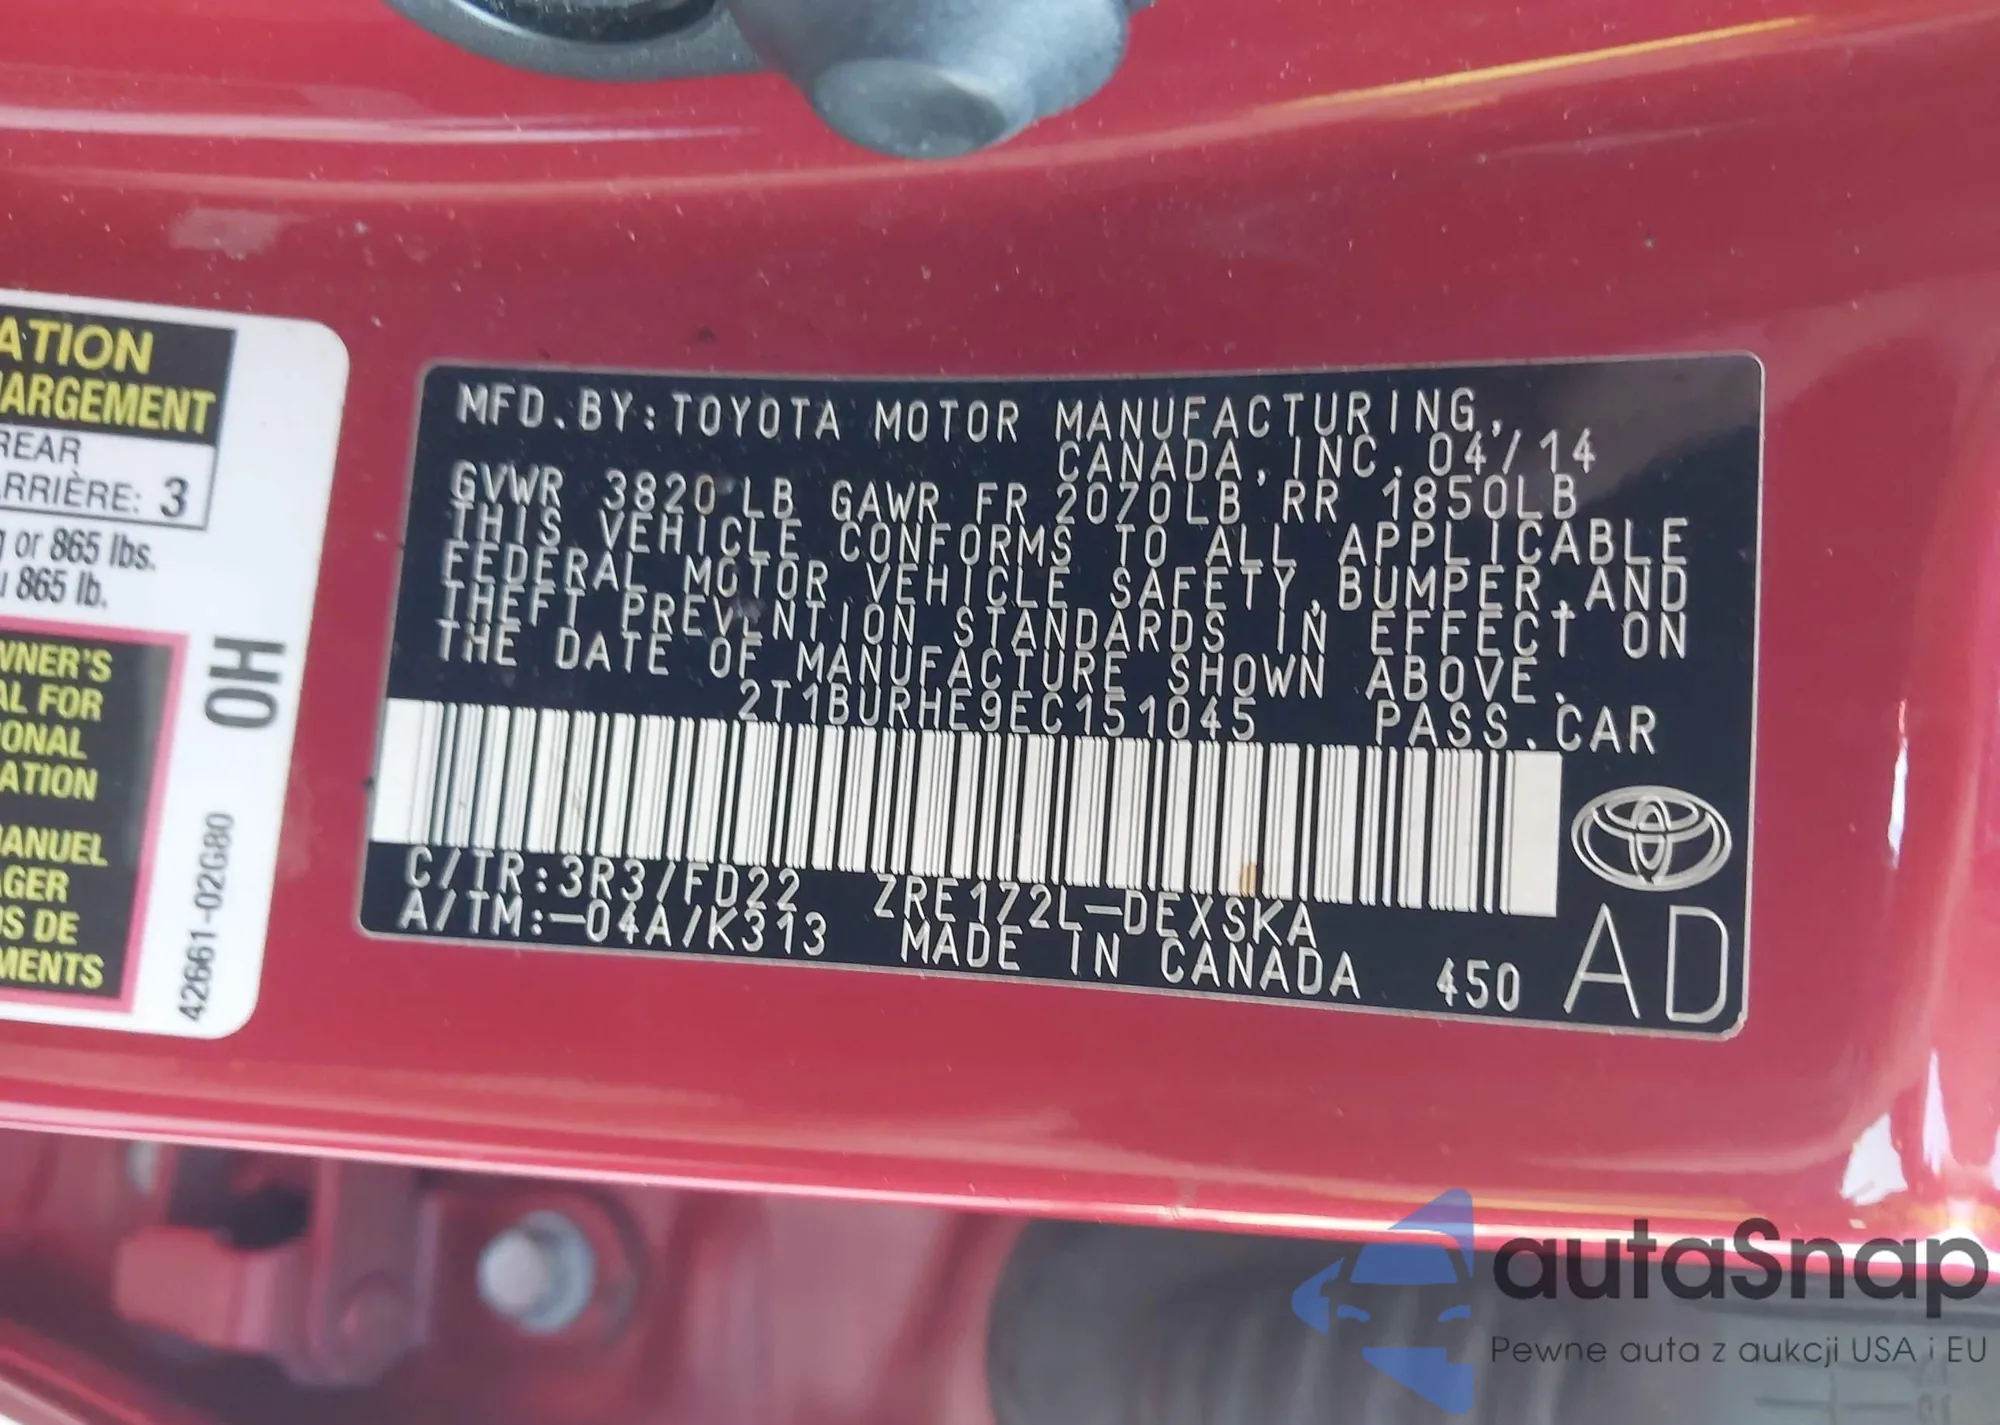 ATION
ARGEMENT
REAR
ARRIÈRE: 3
g or 865 lbs.
u 865 lb.
WNER'S
AL FOR
IONAL
ATION
MANUEL
AGER
US DE
MENTS
OH
42661-02G80
MFD.BY:TOYOTA MOTOR MANUFACTURING,
CANADA,INC. 04/14
GVWR 3820 LB GAWR FR 2070LB RR 1850LB
THIS VEHICLE CONFORMS TO ALL APPLICABLE
FEDERAL MOTOR VEHICLE SAFETY,BUMPER,AND
THEFT PREVENTION STANDARDS IN EFFECT ON
THE DATE OF MANUFACTURE SHOWN ABOVE.
2T1BURHE9EC151045 PASS.CAR
C/TR:3R3/FD22 ZRE172L-DEXSKA
A/TM:-04A/K313 MADE IN CANADA 450
AD
autaSnap
Pewne auta z aukcji USA i EU